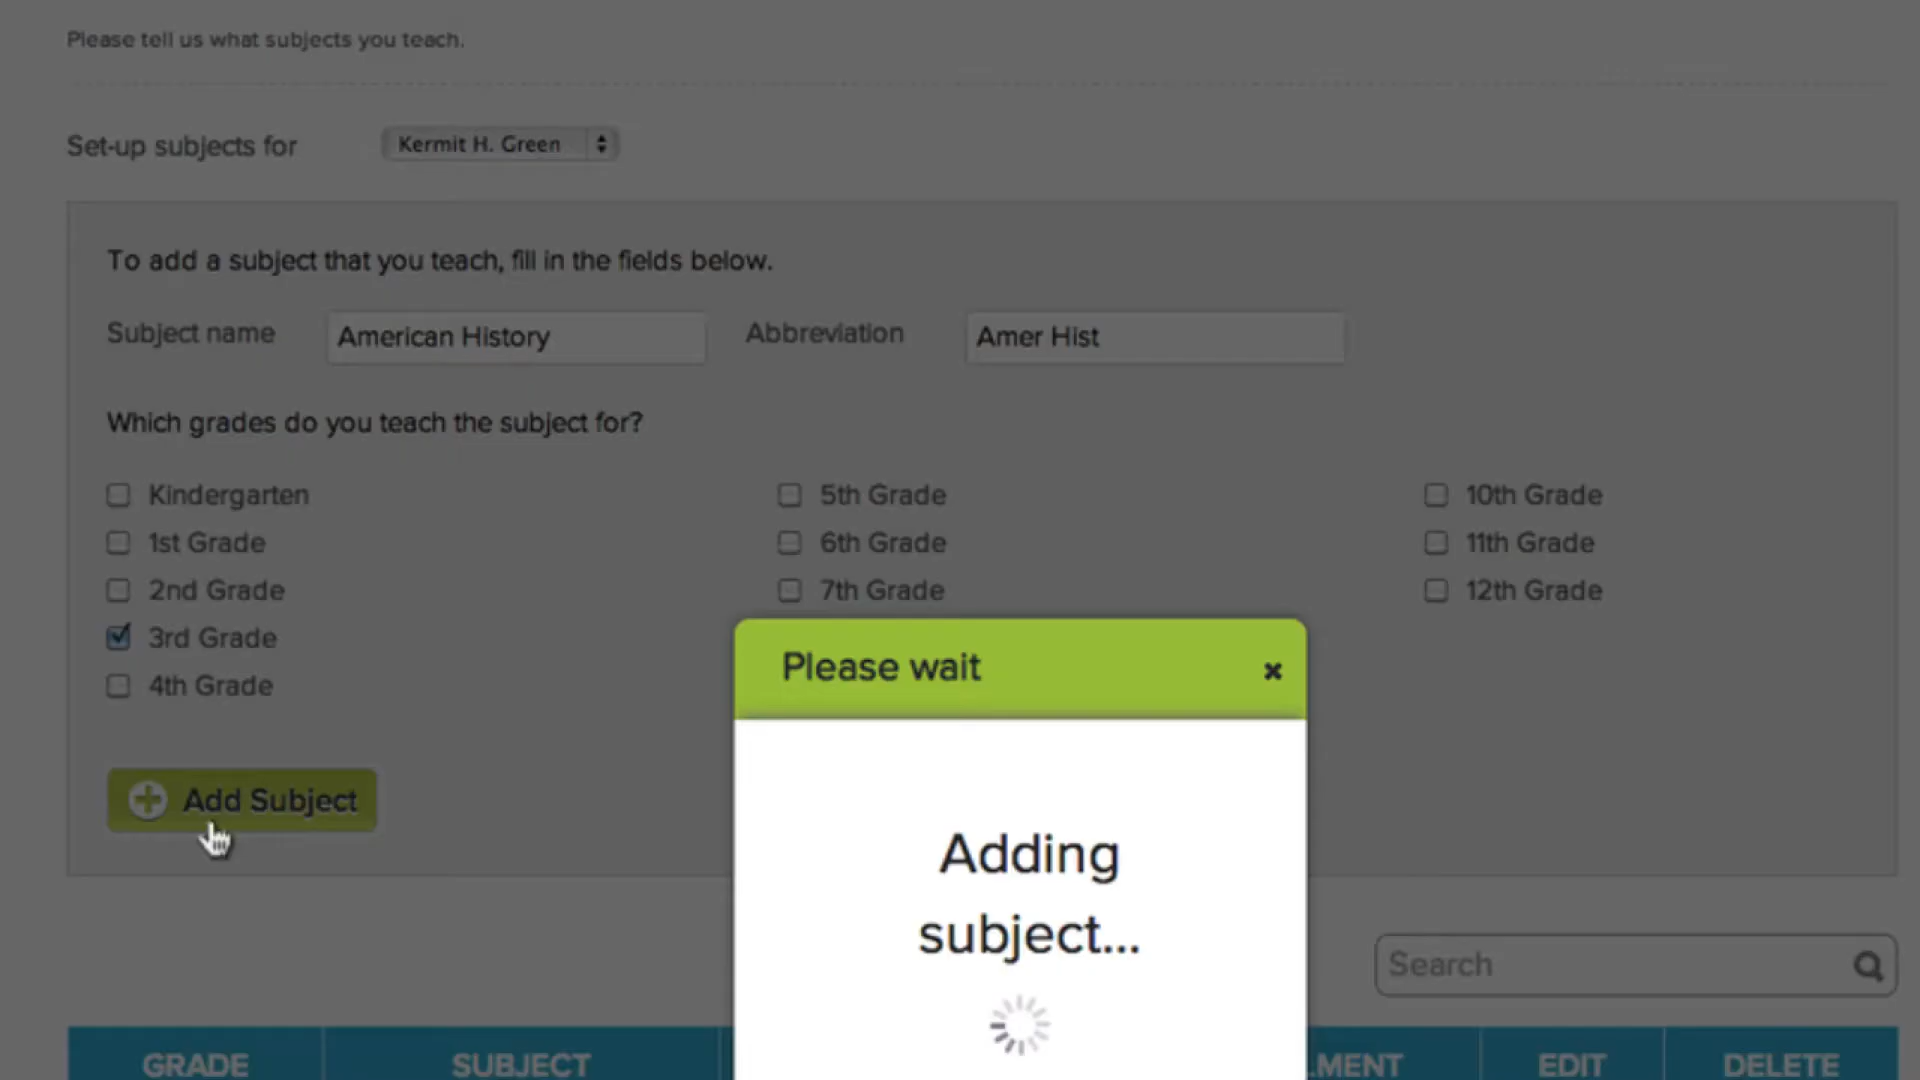 Please tell us what subjects you teach.
Set-up subjects for Kermit H. Green
To add a subject that you teach, fill in the fields below.
Subject name American History Abbreviation Amer Hist
Which grades do you teach the subject for?
Kindergarten 5th Grade 10th Grade
1st Grade 6th Grade 11th Grade
2nd Grade 7th Grade 12th Grade
3rd Grade
4th Grade
Please wait
Add Subject
Adding
subject...
Search
GRADE SUBJECT LMENT EDIT DELETE